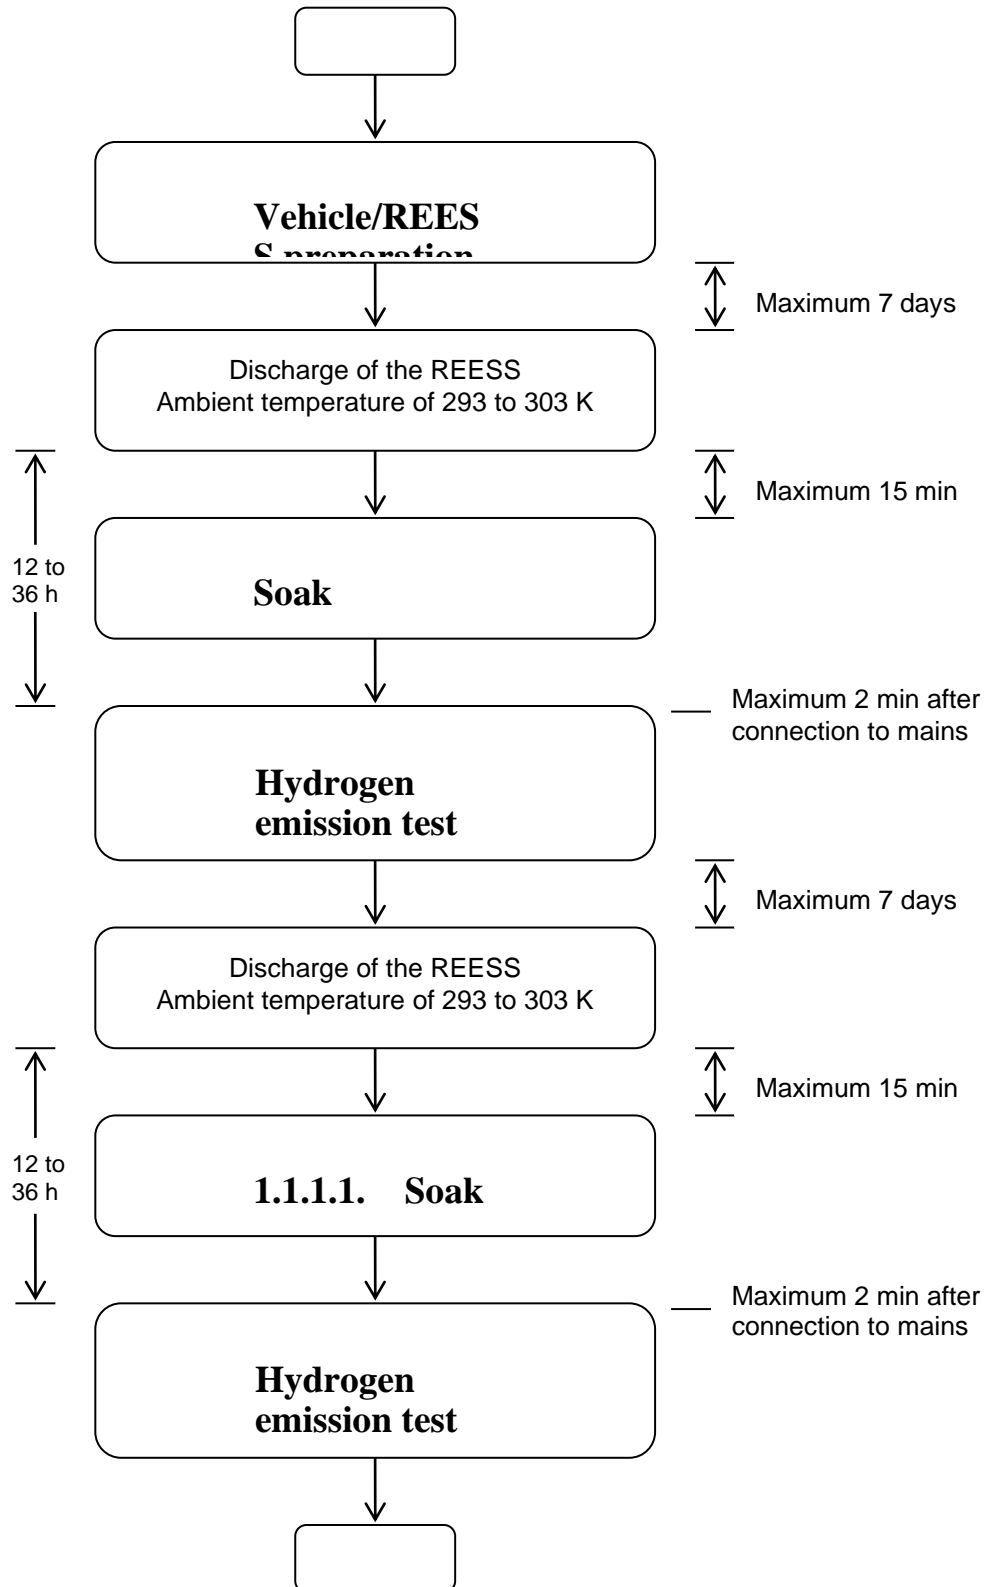 Vehicle/REES
S preparation
Maximum 7 days
Discharge of the REESS
Ambient temperature of 293 to 303 K
Maximum 15 min
12 to
36 h
Soak
Maximum 2 min after
connection to mains
Hydrogen
emission test
Maximum 7 days
Discharge of the REESS
Ambient temperature of 293 to 303 K
Maximum 15 min
12 to
36 h
1.1.1.1. Soak
Maximum 2 min after
connection to mains
Hydrogen
emission test